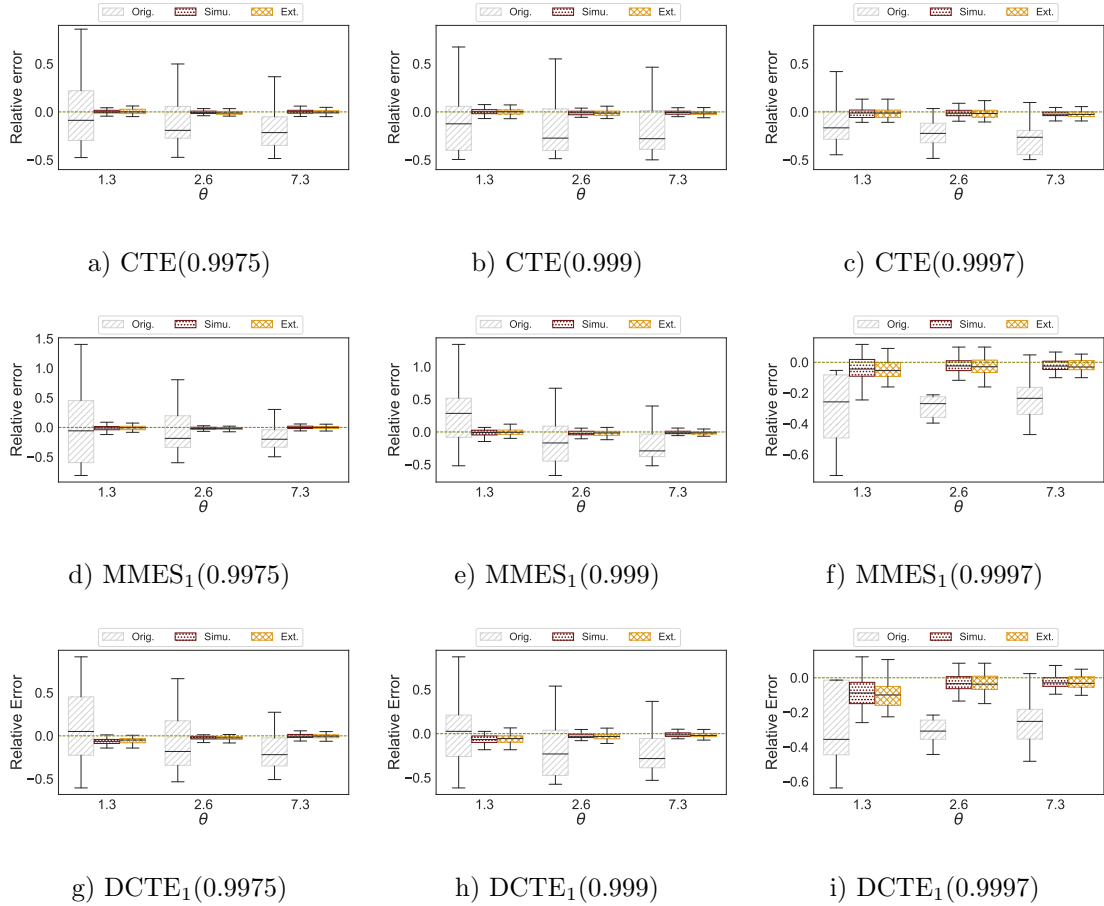 Orig. Simu. Ext.
Orig. Simu. Ext.
Orig. Simu. Ext.
Relative error
0.5
0.0
−0.5
1.3 2.6 7.3
θ
Relative error
0.5
0.0
−0.5
1.3 2.6 7.3
θ
Relative error
0.5
0.0
−0.5
1.3 2.6 7.3
θ
a) CTE(0.9975)
b) CTE(0.999)
c) CTE(0.9997)
Orig. Simu. Ext.
Orig. Simu. Ext.
Orig. Simu. Ext.
Relative error
1.5
1.0
0.5
0.0
−0.5
1.3 2.6 7.3
θ
Relative error
1.0
0.5
0.0
−0.5
1.3 2.6 7.3
θ
Relative error
0.0
−0.2
−0.4
−0.6
1.3 2.6 7.3
θ
d) MMES₁(0.9975)
e) MMES₁(0.999)
f) MMES₁(0.9997)
Orig. Simu. Ext.
Orig. Simu. Ext.
Orig. Simu. Ext.
Relative Error
0.5
0.0
−0.5
1.3 2.6 7.3
θ
Relative Error
0.5
0.0
−0.5
1.3 2.6 7.3
θ
Relative Error
0.0
−0.2
−0.4
−0.6
1.3 2.6 7.3
θ
g) DCTE₁(0.9975)
h) DCTE₁(0.999)
i) DCTE₁(0.9997)